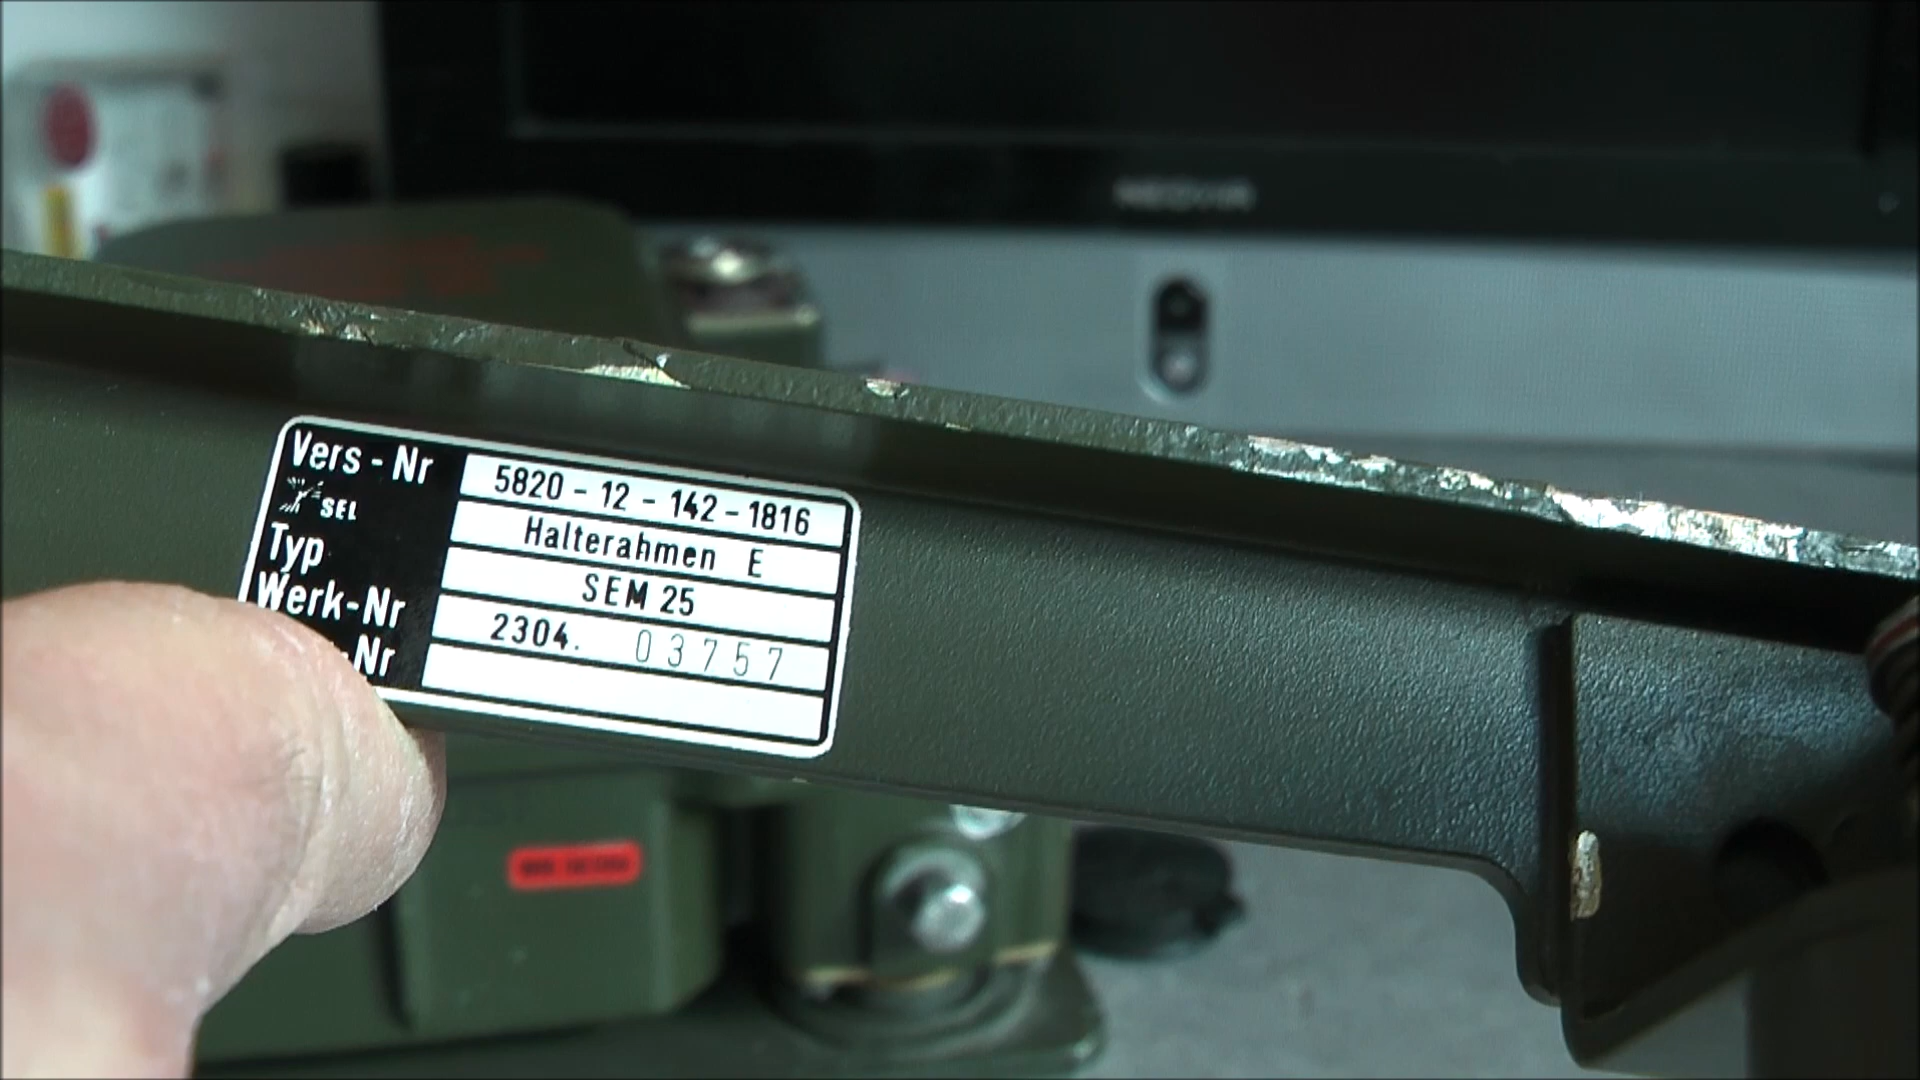 Vers-Nr 5820-12-142-1816
SEL Halterahmen E
Typ SEM 25
Werk-Nr 2304. 03757
-Nr